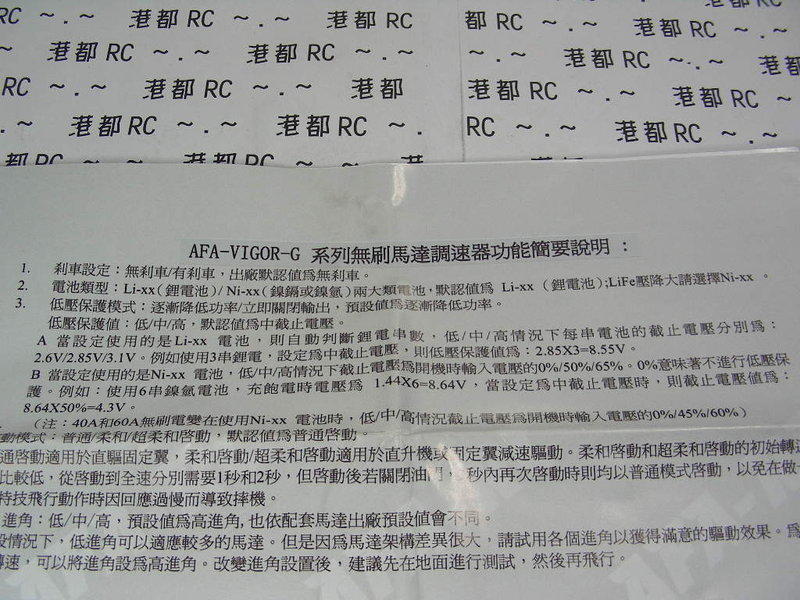 RC ~ . ~ 港都 RC ~ . ~ 港都 RC
港都 RC ~ . ~ 港都 RC ~ .
RC ~ . ~ 港都 RC ~ . ~ 港都
. ~ 港都 RC ~ . ~ 港都 RC ~ .
港都 RC ~ . ~ 港都 RC ~ . ~ 港
RC
都 RC ~ . ~ 港都 RC ~
. ~ 港都 RC ~ . ~ 港都
港都 RC ~ . ~ 港都 RC ~
RC ~ . ~ 港都 RC ~ . ~
AFA-VIGOR-G 系列無刷馬達調速器功能簡要說明：
1. 剎車設定：無剎車/有剎車，出廠默認值爲無剎車。
2. 電池類型：Li-xx（鋰電池）/ Ni-xx（鎳鎘或鎳氫）兩大類電池，默認值爲 Li-xx （鋰電池）;LiFe壓降大請選擇Ni-xx 。
3. 低壓保護模式：逐漸降低功率/立即關閉輸出，預設値爲逐漸降低功率。
低壓保護值：低/中/高，默認值爲中截止電壓。
A 當設定使用的是Li-xx 電池，則自動判斷鋰電串數，低/中/高情況下每串電池的截止電壓分別爲：
2.6V/2.85V/3.1V。例如使用3串鋰電，設定爲中截止電壓，則低壓保護值爲：2.85X3=8.55V。
B 當設定使用的是Ni-xx 電池，低/中/高情況下截止電壓爲開機時輸入電壓的0%/50%/65%。0%意味著不進行低壓保
護。例如：使用6串鎳氫電池，充飽電時電壓爲 1.44X6=8.64V，當設定爲中截止電壓時，則截止電壓值爲：
8.64X50%=4.3V。
（注：40A和60A無刷電變在使用Ni-xx 電池時，低/中/高情況截止電壓爲開機時輸入電壓的0%/45%/60%）
動模式：普通/柔和/超柔和啓動，默認值爲普通啓動。
通啓動適用於直驅固定翼，柔和啓動/超柔和啓動適用於直升機或固定翼減速驅動。柔和啓動和超柔和啓動的初始轉
比較低，從啓動到全速分別需要1秒和2秒，但啓動後若關閉油門，秒內再次啓動時則均以普通模式啓動，以免在做
特技飛行動作時因回應過慢而導致摔機。
進角：低/中/高，預設值爲高進角,也依配套馬達出廠預設值會不同。
設情況下，低進角可以適應較多的馬達。但是因爲馬達架構差異很大，請試用各個進角以獲得滿意的驅動效果。爲
轉速，可以將進角設爲高進角。改變進角設置後，建議先在地面進行測試，然後再飛行。